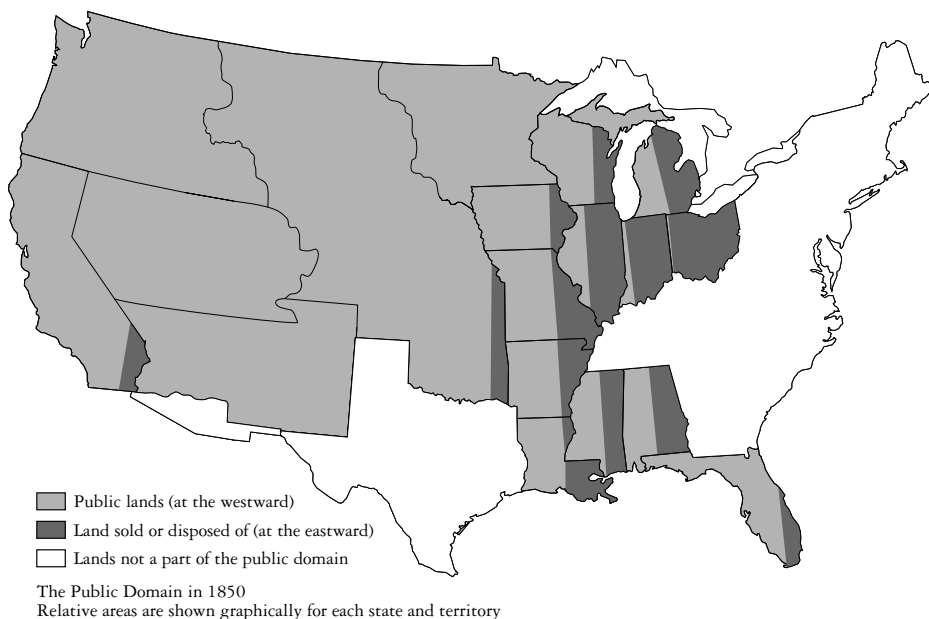 Public lands (at the westward)
Land sold or disposed of (at the eastward)
Lands not a part of the public domain
The Public Domain in 1850
Relative areas are shown graphically for each state and territory